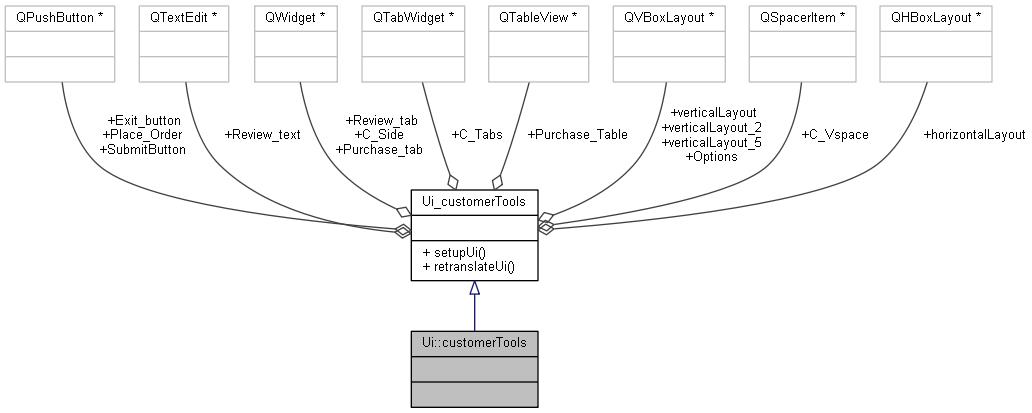 QPushButton *
QTextEdit *
QWidget *
QTabWidget *
QTableView *
QVBoxLayout *
QSpacerItem *
QHBoxLayout *
+Exit_button
+Place_Order
+SubmitButton
+Review_text
+Review_tab
+C_Side
+Purchase_tab
+C_Tabs
+Purchase_Table
+verticalLayout
+verticalLayout_2
+verticalLayout_5
+Options
+C_Vspace
+horizontalLayout
Ui_customerTools
+ setupUi()
+ retranslateUi()
Ui::customerTools